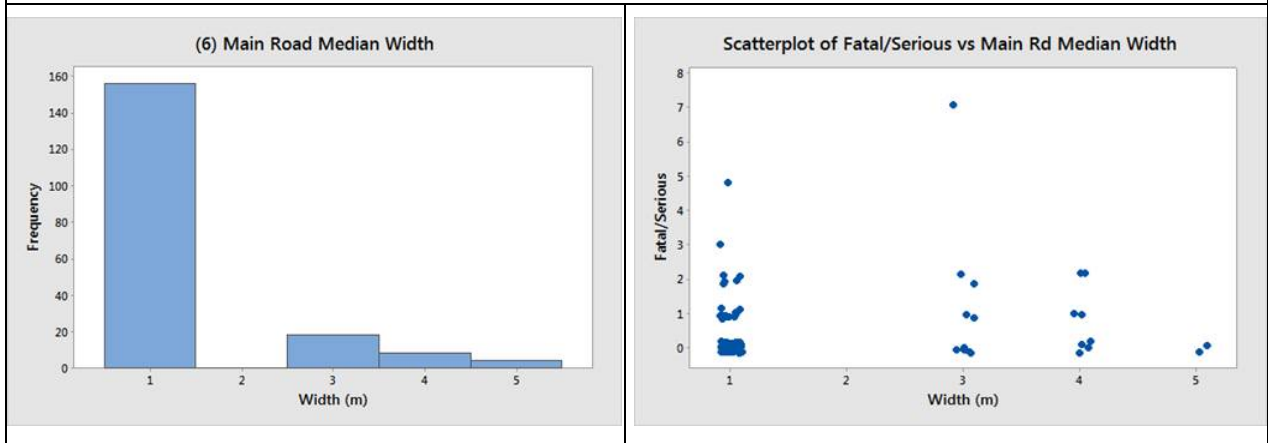 (6) Main Road Median Width
Frequency
160
140
120
100
80
60
40
20
0
1 2 3 4 5
Width (m)
Scatterplot of Fatal/Serious vs Main Rd Median Width
Fatal/Serious
8
7
6
5
4
3
2
1
0
1 2 3 4 5
Width (m)